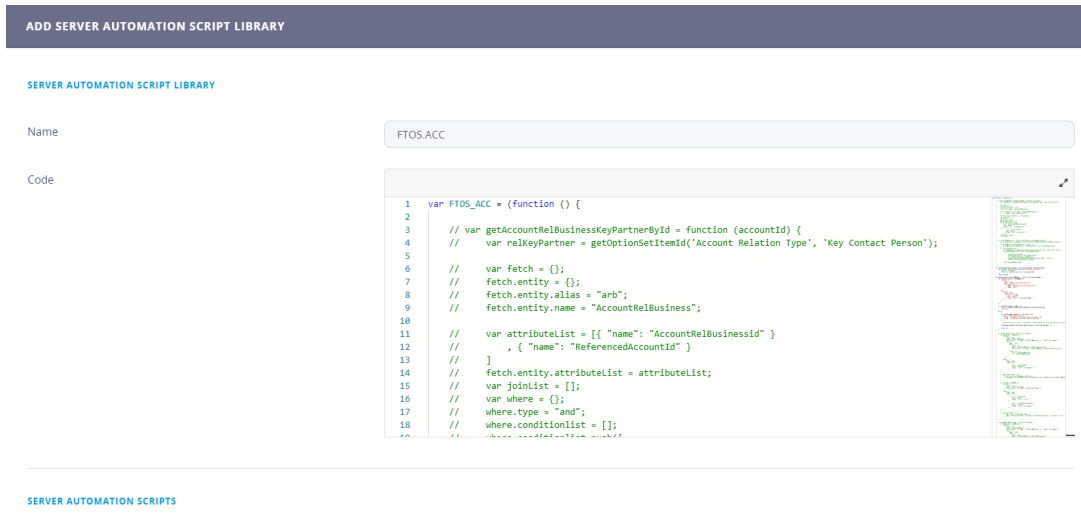 ADD SERVER AUTOMATION SCRIPT LIBRARY
SERVER AUTOMATION SCRIPT LIBRARY
Name
FTOS.ACC
Code
1 var FTOS_ACC = (function () {
2
3 // var getAccountRelBusinessKeyPartnerById = function (accountId) {
4 // var relKeyPartner = getOptionSetItemId('Account Relation Type', 'Key Contact Person');
5
6 // var fetch = {};
7 // fetch.entity = {};
8 // fetch.entity.alias = "arb";
9 // fetch.entity.name = "AccountRelBusiness";
10
11 // var attributeList = [{ "name": "AccountRelBusinessid" }
12 // , { "name": "ReferencedAccountId" }
13 // ]
14 // fetch.entity.attributeList = attributeList;
15 // var joinList = [];
16 // var where = {};
17 // where.type = "and";
18 // where.conditionlist = [];
SERVER AUTOMATION SCRIPTS